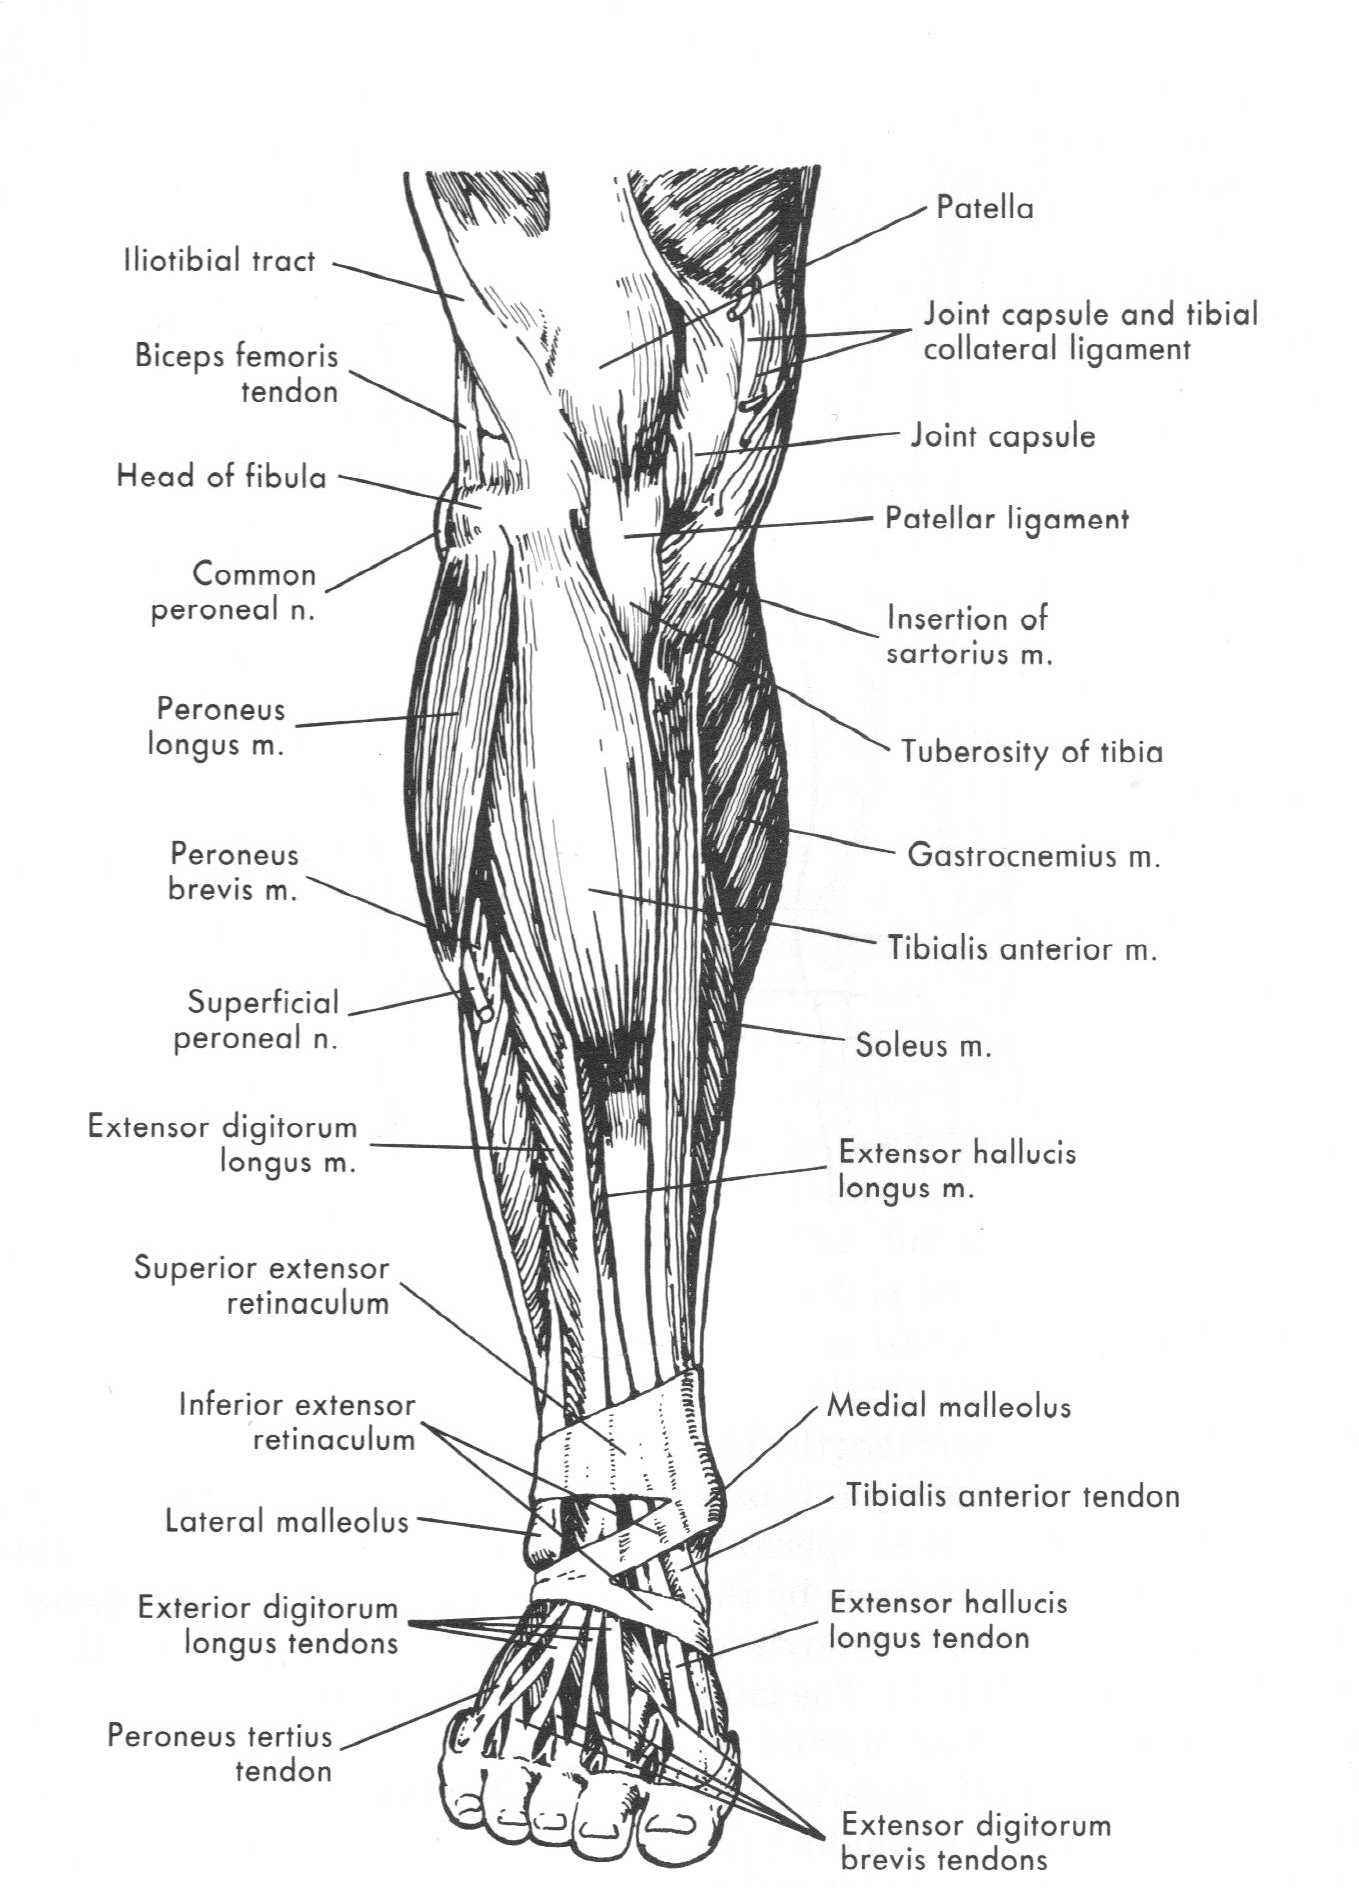 Patella
Iliotibial tract
Joint capsule and tibial
collateral ligament
Biceps femoris
tendon
Joint capsule
Head of fibula
Patellar ligament
Common
peroneal n.
Insertion of
sartorius m.
Peroneus
longus m.
Tuberosity of tibia
Peroneus
brevis m.
Gastrocnemius m.
Tibialis anterior m.
Superficial
peroneal n.
Soleus m.
Extensor digitorum
longus m.
Extensor hallucis
longus m.
Superior extensor
retinaculum
Inferior extensor
retinaculum
Medial malleolus
Tibialis anterior tendon
Lateral malleolus
Exterior digitorum
longus tendons
Extensor hallucis
longus tendon
Peroneus tertius
tendon
Extensor digitorum
brevis tendons